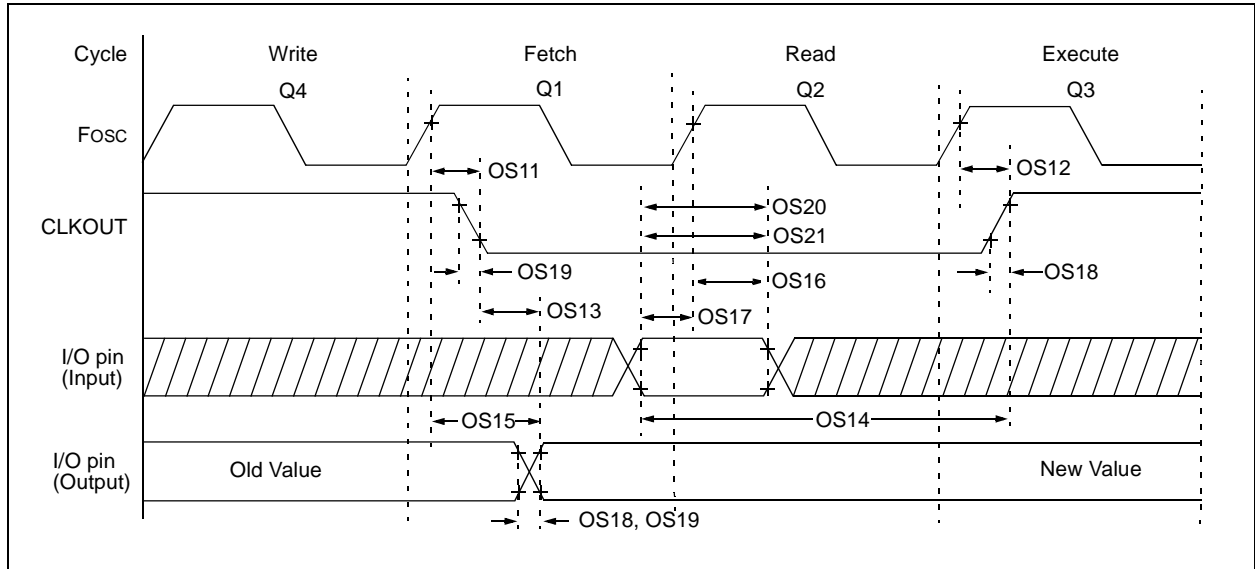 Cycle Write Fetch Read Execute
Q4 Q1 Q2 Q3
FOSC
OS11 OS12
OS20
CLKOUT
OS21
OS19 OS16 OS18
OS13 OS17
I/O pin
(Input)
OS15 OS14
I/O pin
(Output)
Old Value New Value
OS18, OS19